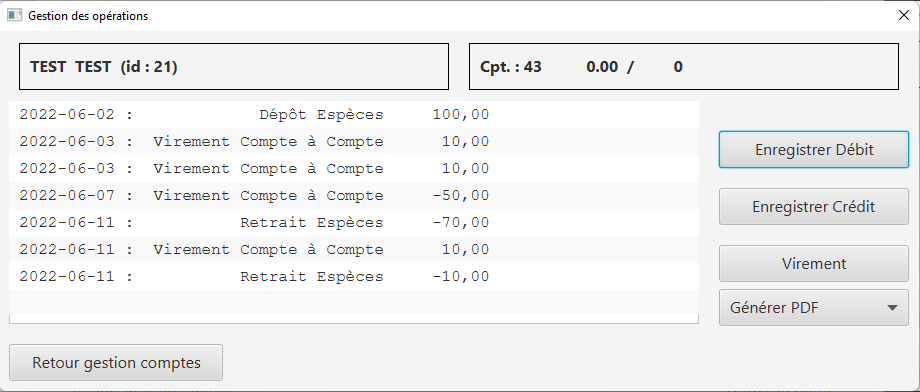 Gestion des opérations
TEST TEST (id : 21)
Cpt. : 43 0.00 / 0
2022-06-02 : Dépôt Espèces 100,00
2022-06-03 : Virement Compte à Compte 10,00
2022-06-03 : Virement Compte à Compte 10,00
2022-06-07 : Virement Compte à Compte -50,00
2022-06-11 : Retrait Espèces -70,00
2022-06-11 : Virement Compte à Compte 10,00
2022-06-11 : Retrait Espèces -10,00
Enregistrer Débit
Enregistrer Crédit
Virement
Générer PDF
Retour gestion comptes